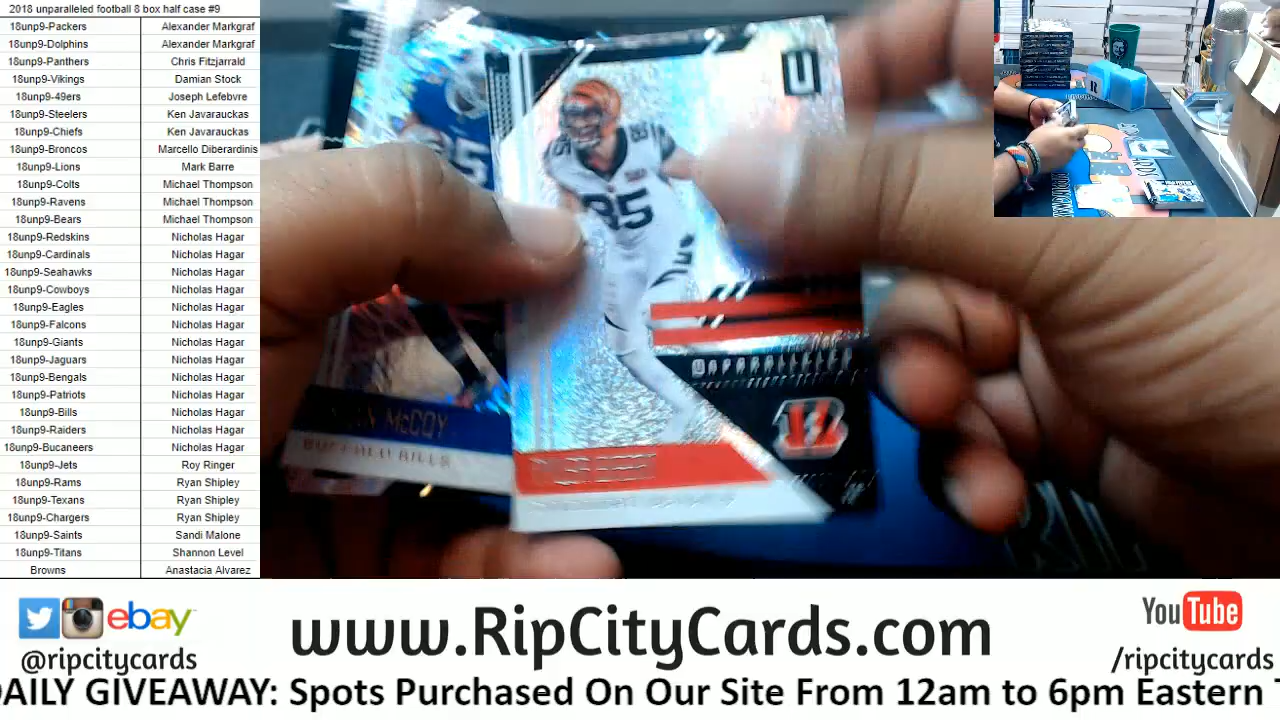 2018 unparalleled football 8 box half case #9
18unp9-Packers Alexander Markgraf
18unp9-Dolphins Alexander Markgraf
18unp9-Panthers Chris Fitzjarrald
18unp9-Vikings Damian Stock
18unp9-49ers Joseph Lefebvre
18unp9-Steelers Ken Javarauckas
18unp9-Chiefs Ken Javarauckas
18unp9-Broncos Marcello Diberardinis
18unp9-Lions Mark Barre
18unp9-Colts Michael Thompson
18unp9-Ravens Michael Thompson
18unp9-Bears Michael Thompson
18unp9-Redskins Nicholas Hagar
18unp9-Cardinals Nicholas Hagar
18unp9-Seahawks Nicholas Hagar
18unp9-Cowboys Nicholas Hagar
18unp9-Eagles Nicholas Hagar
18unp9-Falcons Nicholas Hagar
18unp9-Giants Nicholas Hagar
18unp9-Jaguars Nicholas Hagar
18unp9-Bengals Nicholas Hagar
18unp9-Patriots Nicholas Hagar
18unp9-Bills Nicholas Hagar
18unp9-Raiders Nicholas Hagar
18unp9-Bucaneers Nicholas Hagar
18unp9-Jets Roy Ringer
18unp9-Rams Ryan Shipley
18unp9-Texans Ryan Shipley
18unp9-Chargers Ryan Shipley
18unp9-Saints Sandi Malone
18unp9-Titans Shannon Level
Browns Anastacia Alvarez
85
UNPARALLELED
McCOY
BUFFALO BILLS
ebay
@ripcitycards
www.RipCityCards.com
YouTube
/ripcitycards
DAILY GIVEAWAY: Spots Purchased On Our Site From 12am to 6pm Eastern